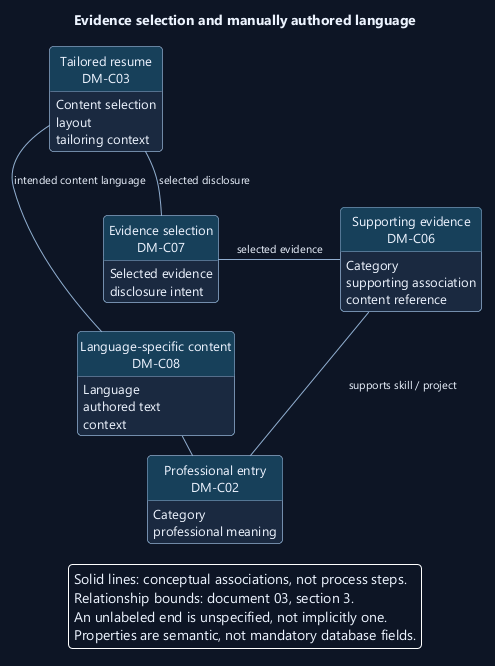 Evidence selection and manually authored language
Tailored resume
DM-C03
Content selection
layout
tailoring context
intended content language
selected disclosure
Evidence selection
DM-C07
Selected evidence
disclosure intent
selected evidence
Supporting evidence
DM-C06
Category
supporting association
content reference
Language-specific content
DM-C08
Language
authored text
context
supports skill / project
Professional entry
DM-C02
Category
professional meaning
Solid lines: conceptual associations, not process steps.
Relationship bounds: document 03, section 3.
An unlabeled end is unspecified, not implicitly one.
Properties are semantic, not mandatory database fields.